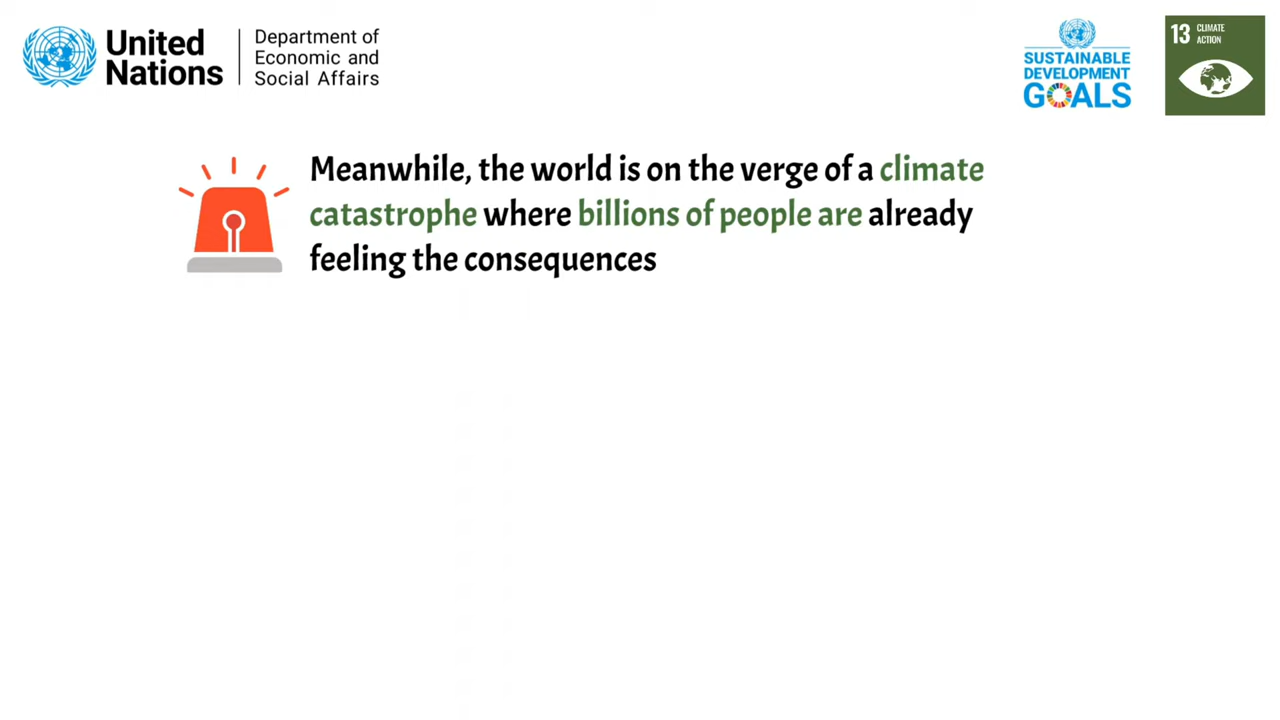 United
Nations
Department of
Economic and
Social Affairs
SUSTAINABLE
DEVELOPMENT
GOALS
13 CLIMATE
ACTION
Meanwhile, the world is on the verge of a climate
catastrophe where billions of people are already
feeling the consequences